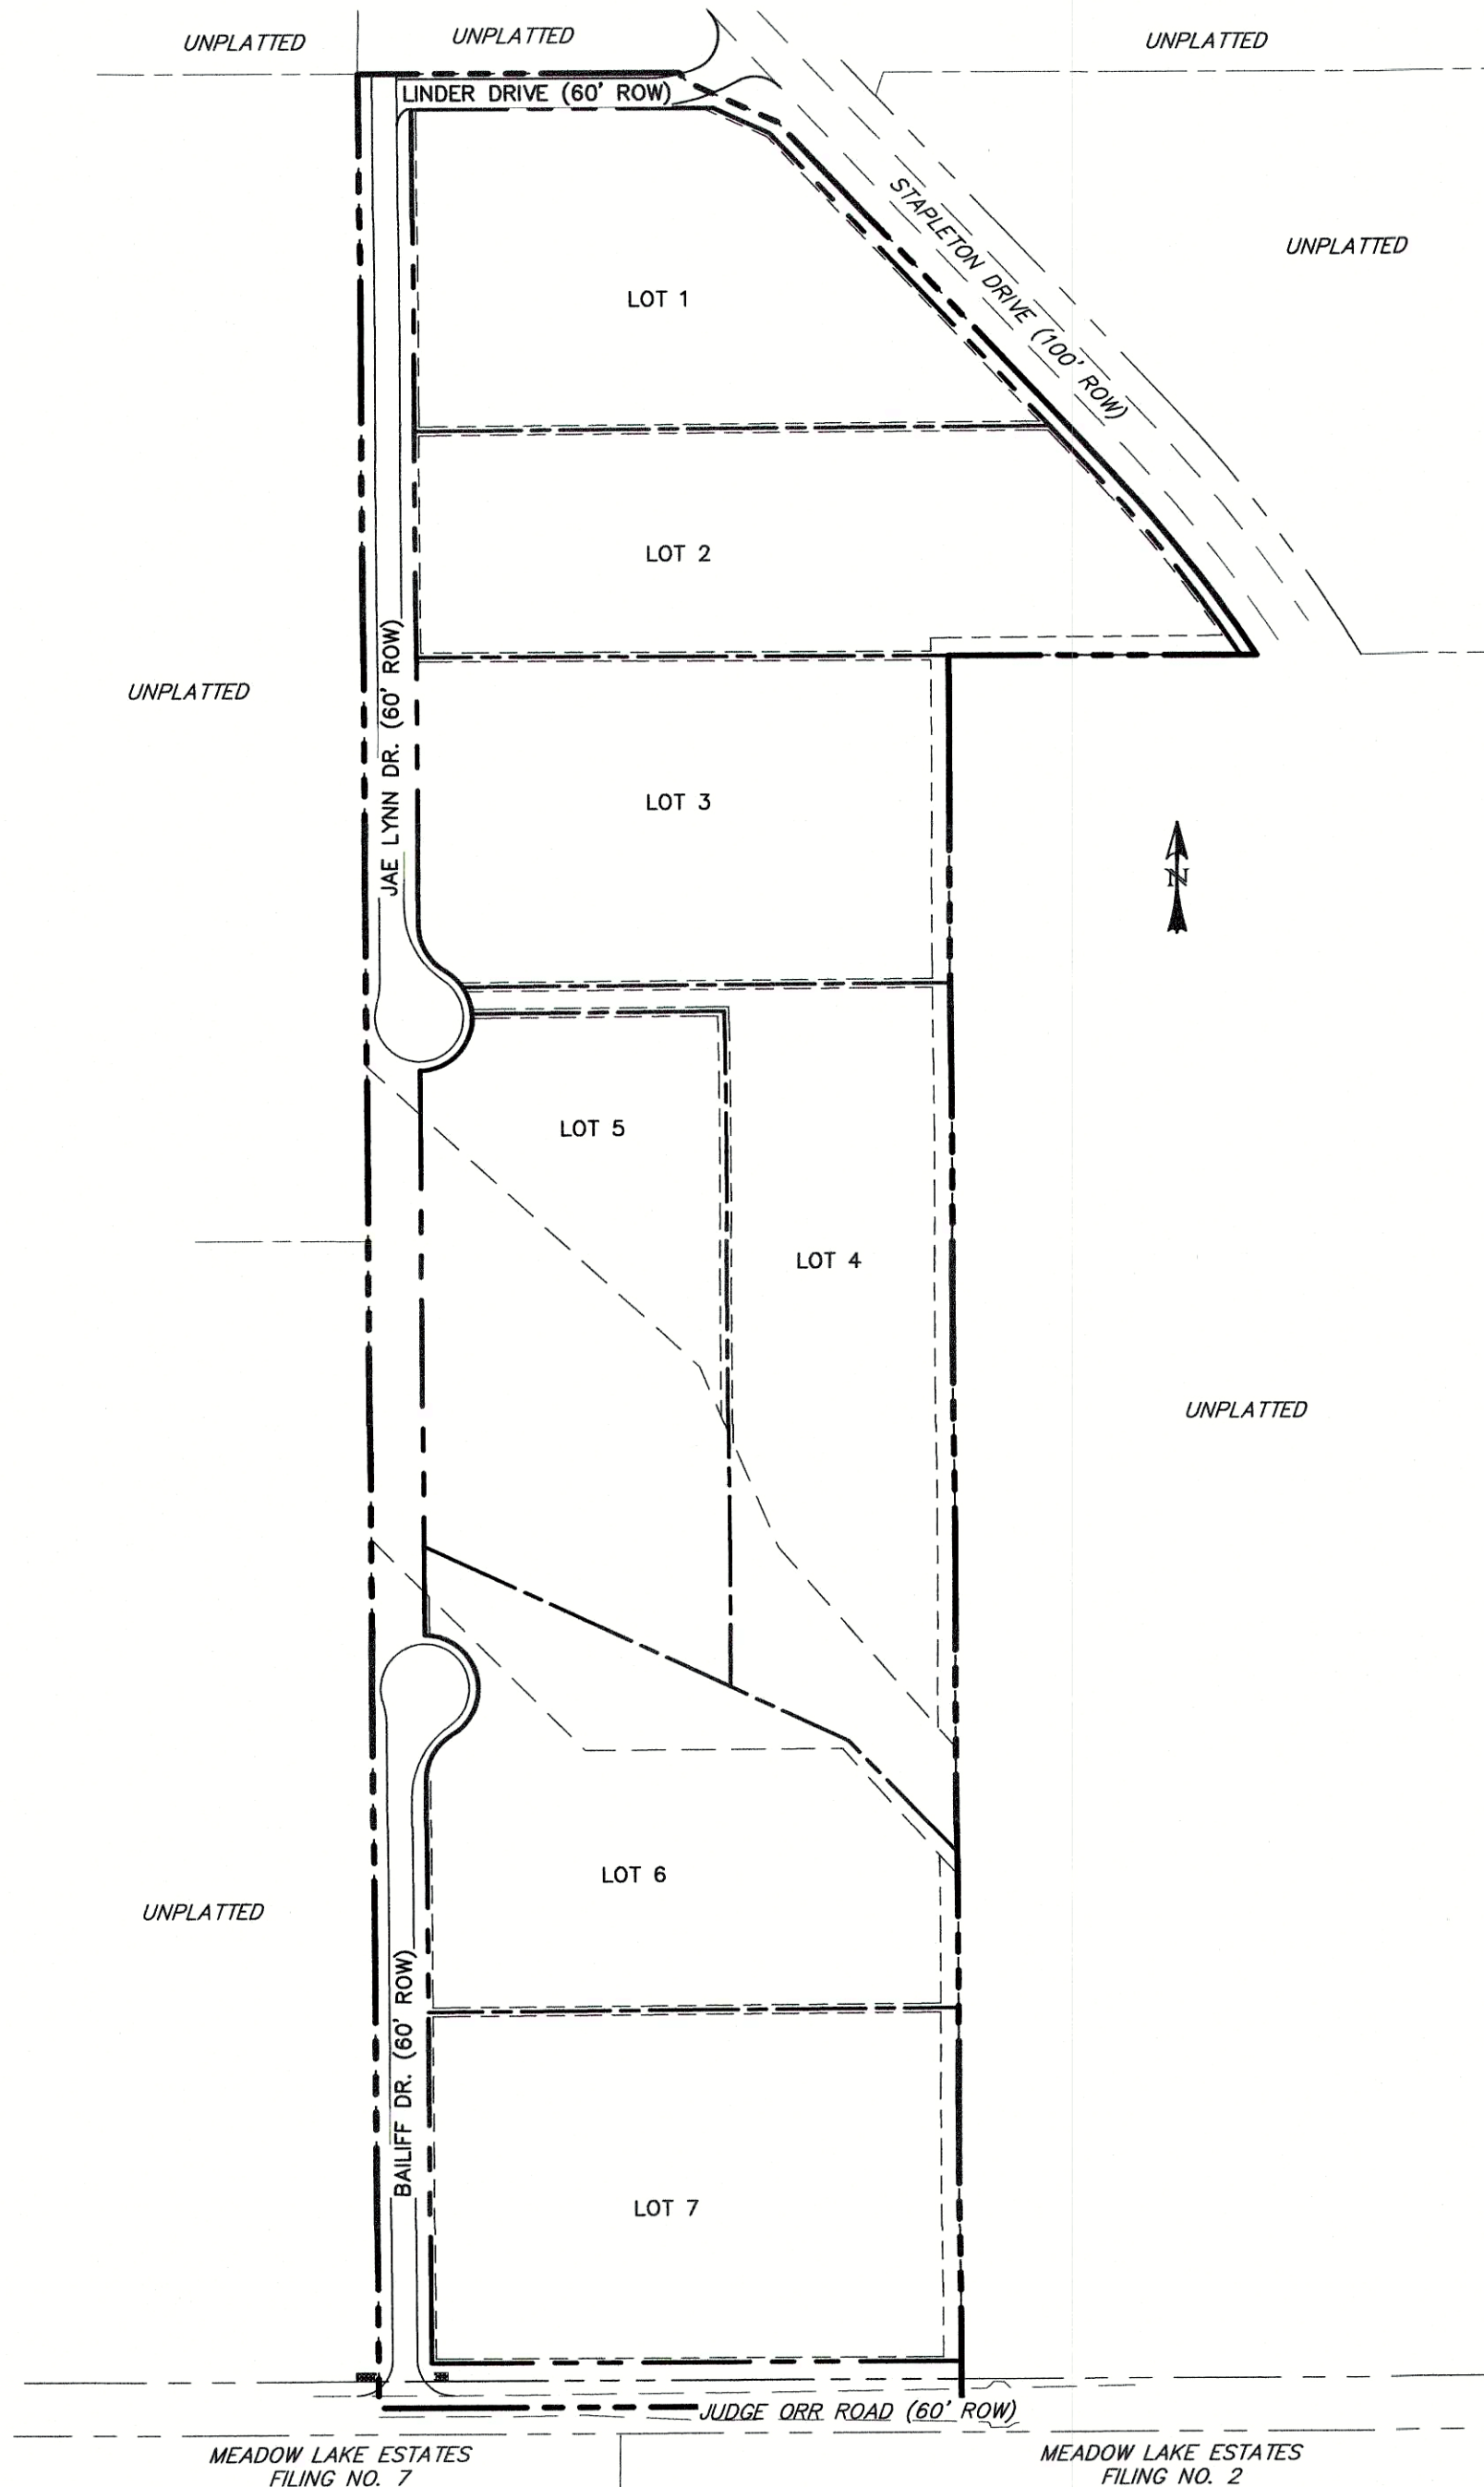 UNPLATTED
UNPLATTED
UNPLATTED
LINDER DRIVE (60' ROW)
STAPLETON DRIVE (100' ROW)
UNPLATTED
LOT 1
LOT 2
JAE LYNN DR. (60' ROW)
UNPLATTED
LOT 3
N
LOT 5
LOT 4
UNPLATTED
LOT 6
UNPLATTED
BAILIFF DR. (60' ROW)
LOT 7
JUDGE ORR ROAD (60' ROW)
MEADOW LAKE ESTATES
FILING NO. 7
MEADOW LAKE ESTATES
FILING NO. 2